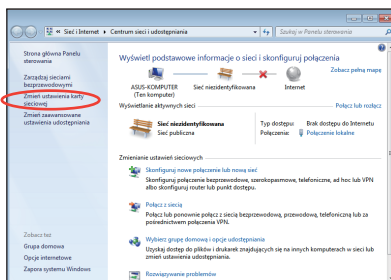 « Sieć i Internet ▸ Centrum sieci i udostępniania
Szukaj w Panelu sterowania
Strona główna Panelu
sterowania
Zarządzaj sieciami
bezprzewodowymi
Zmień ustawienia karty
sieciowej
Zmień zaawansowane
ustawienia udostępniania
Zobacz też
Grupa domowa
Opcje internetowe
Zapora systemu Windows
Wyświetl podstawowe informacje o sieci i skonfiguruj połączenia
Zobacz pełną mapę
ASUS-KOMPUTER
(Ten komputer)
Sieć niezidentyfikowana
Internet
Wyświetlanie aktywnych sieci
Połącz lub rozłącz
Sieć niezidentyfikowana
Sieć publiczna
Typ dostępu: Brak dostępu do Internetu
Połączenia: Połączenie lokalne
Zmienianie ustawień sieciowych
Skonfiguruj nowe połączenie lub nową sieć
Skonfiguruj połączenie bezprzewodowe, szerokopasmowe, telefoniczne, ad hoc lub VPN
albo skonfiguruj router lub punkt dostępu.
Połącz z siecią
Połącz lub ponownie połącz z siecią bezprzewodową, przewodową, telefoniczną lub za
pośrednictwem połączenia VPN.
Wybierz grupę domową i opcje udostępniania
Uzyskaj dostęp do plików i drukarek znajdujących się na innych komputerach w sieci lub
zmień ustawienia udostępniania.
Rozwiązywanie problemów